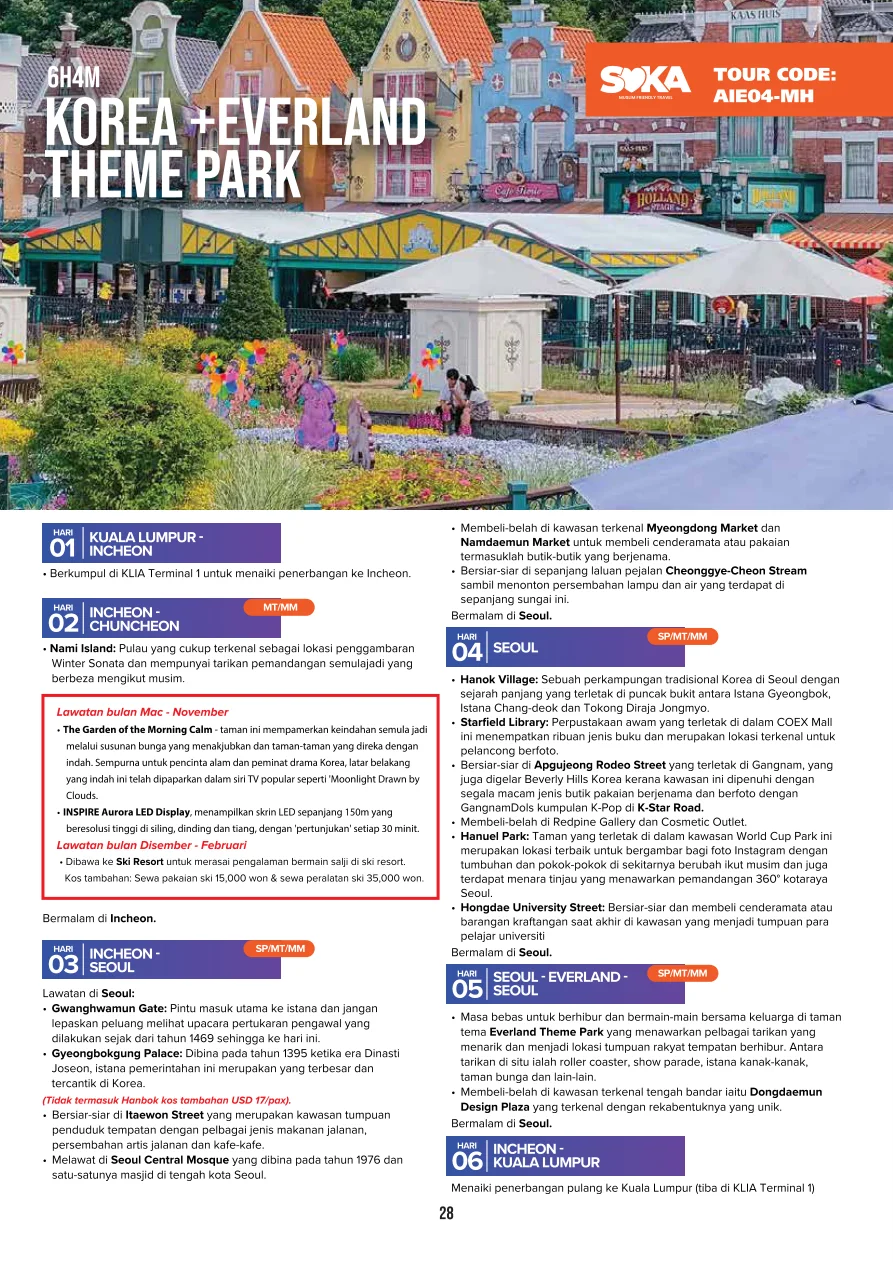 KAAS HUIS
6H4M
KOREA +EVERLAND
THEME PARK
SOKA
MUSLIM FRIENDLY TRAVEL
TOUR CODE:
AIE04-MH
KAAS-HUIS
Cafe Timie
HOLLAND
STAGE
HOLLAND
HARI
01
KUALA LUMPUR -
INCHEON
• Berkumpul di KLIA Terminal 1 untuk menaiki penerbangan ke Incheon.
HARI
02
INCHEON -
CHUNCHEON
MT/MM
• Nami Island: Pulau yang cukup terkenal sebagai lokasi penggambaran
Winter Sonata dan mempunyai tarikan pemandangan semulajadi yang
berbeza mengikut musim.
Lawatan bulan Mac - November
• The Garden of the Morning Calm - taman ini mempamerkan keindahan semula jadi
melalui susunan bunga yang menakjubkan dan taman-taman yang direka dengan
indah. Sempurna untuk pencinta alam dan peminat drama Korea, latar belakang
yang indah ini telah dipaparkan dalam siri TV popular seperti 'Moonlight Drawn by
Clouds.
• INSPIRE Aurora LED Display, menampilkan skrin LED sepanjang 150m yang
beresolusi tinggi di siling, dinding dan tiang, dengan 'pertunjukan' setiap 30 minit.
Lawatan bulan Disember - Februari
• Dibawa ke Ski Resort untuk merasai pengalaman bermain salji di ski resort.
Kos tambahan: Sewa pakaian ski 15,000 won & sewa peralatan ski 35,000 won.
Bermalam di Incheon.
HARI
03
INCHEON -
SEOUL
SP/MT/MM
Lawatan di Seoul:
• Gwanghwamun Gate: Pintu masuk utama ke istana dan jangan
lepaskan peluang melihat upacara pertukaran pengawal yang
dilakukan sejak dari tahun 1469 sehingga ke hari ini.
• Gyeongbokgung Palace: Dibina pada tahun 1395 ketika era Dinasti
Joseon, istana pemerintahan ini merupakan yang terbesar dan
tercantik di Korea.
(Tidak termasuk Hanbok kos tambahan USD 17/pax).
• Bersiar-siar di Itaewon Street yang merupakan kawasan tumpuan
penduduk tempatan dengan pelbagai jenis makanan jalanan,
persembahan artis jalanan dan kafe-kafe.
• Melawat di Seoul Central Mosque yang dibina pada tahun 1976 dan
satu-satunya masjid di tengah kota Seoul.
• Membeli-belah di kawasan terkenal Myeongdong Market dan
Namdaemun Market untuk membeli cenderamata atau pakaian
termasuklah butik-butik yang berjenama.
• Bersiar-siar di sepanjang laluan pejalan Cheonggye-Cheon Stream
sambil menonton persembahan lampu dan air yang terdapat di
sepanjang sungai ini.
Bermalam di Seoul.
HARI
04
SEOUL
SP/MT/MM
• Hanok Village: Sebuah perkampungan tradisional Korea di Seoul dengan
sejarah panjang yang terletak di puncak bukit antara Istana Gyeongbok,
Istana Chang-deok dan Tokong Diraja Jongmyo.
• Starfield Library: Perpustakaan awam yang terletak di dalam COEX Mall
ini menempatkan ribuan jenis buku dan merupakan lokasi terkenal untuk
pelancong berfoto.
• Bersiar-siar di Apgujeong Rodeo Street yang terletak di Gangnam, yang
juga digelar Beverly Hills Korea kerana kawasan ini dipenuhi dengan
segala macam jenis butik pakaian berjenama dan berfoto dengan
GangnamDols kumpulan K-Pop di K-Star Road.
• Membeli-belah di Redpine Gallery dan Cosmetic Outlet.
• Hanuel Park: Taman yang terletak di dalam kawasan World Cup Park ini
merupakan lokasi terbaik untuk bergambar bagi foto Instagram dengan
tumbuhan dan pokok-pokok di sekitarnya berubah ikut musim dan juga
terdapat menara tinjau yang menawarkan pemandangan 360° kotaraya
Seoul.
• Hongdae University Street: Bersiar-siar dan membeli cenderamata atau
barangan kraftangan saat akhir di kawasan yang menjadi tumpuan para
pelajar universiti
Bermalam di Seoul.
HARI
05
SEOUL - EVERLAND -
SEOUL
SP/MT/MM
• Masa bebas untuk berhibur dan bermain-main bersama keluarga di taman
tema Everland Theme Park yang menawarkan pelbagai tarikan yang
menarik dan menjadi lokasi tumpuan rakyat tempatan berhibur. Antara
tarikan di situ ialah roller coaster, show parade, istana kanak-kanak,
taman bunga dan lain-lain.
• Membeli-belah di kawasan terkenal tengah bandar iaitu Dongdaemun
Design Plaza yang terkenal dengan rekabentuknya yang unik.
Bermalam di Seoul.
HARI
06
INCHEON -
KUALA LUMPUR
Menaiki penerbangan pulang ke Kuala Lumpur (tiba di KLIA Terminal 1)
28